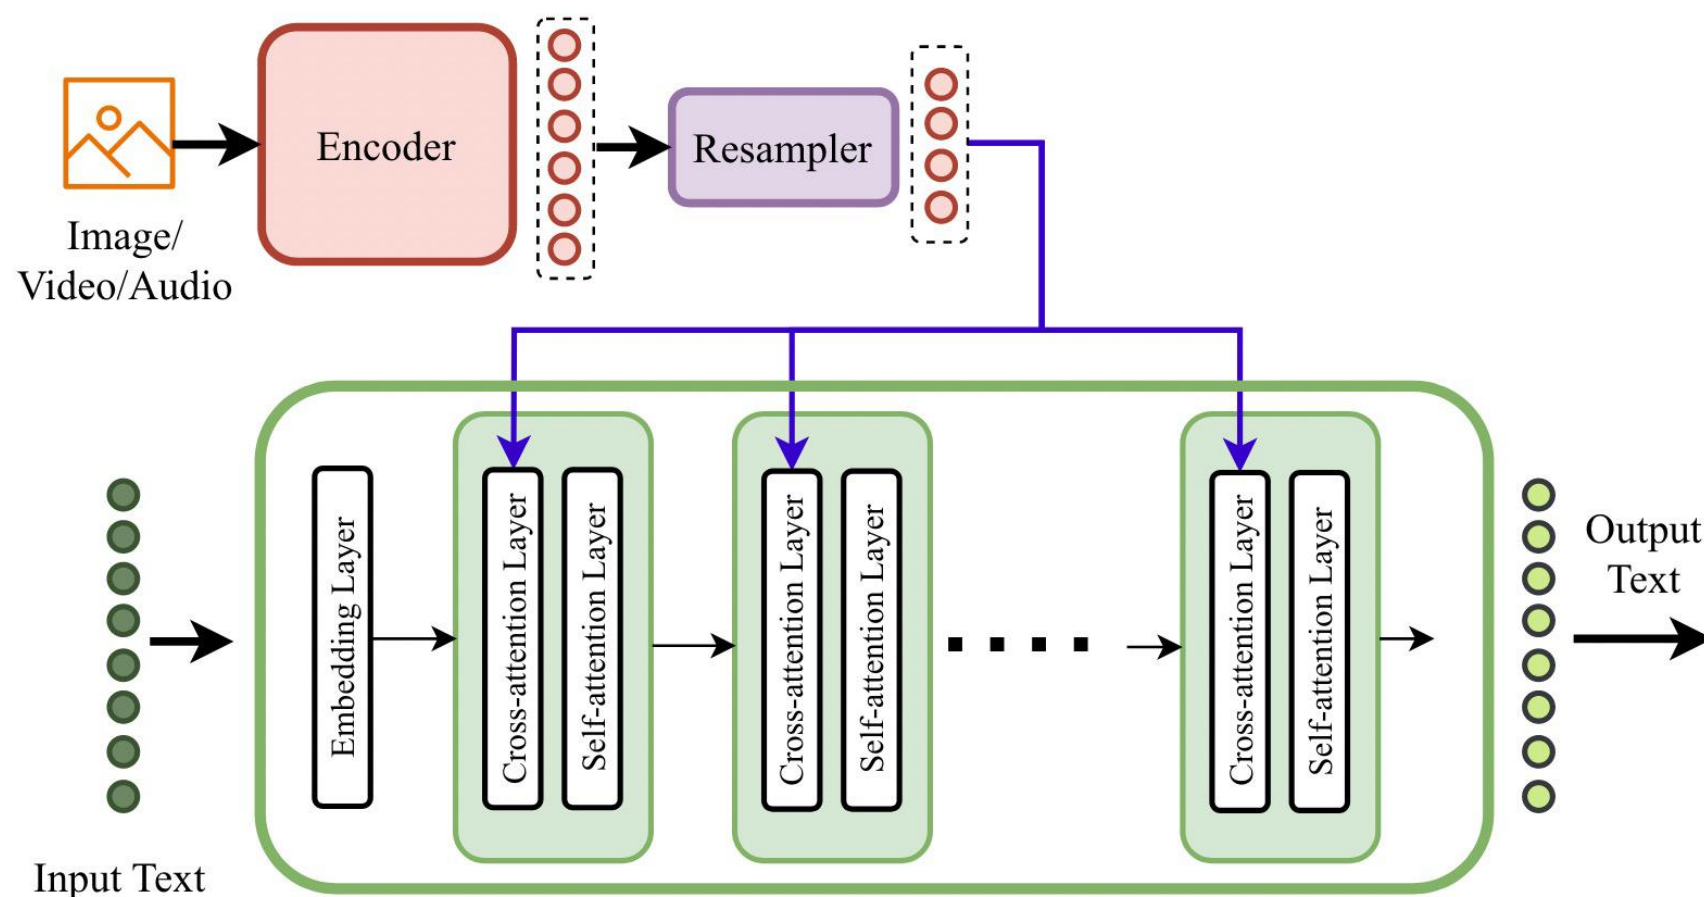 Encoder
Resampler
Image/
Video/Audio
Embedding Layer
Cross-attention Layer
Self-attention Layer
Cross-attention Layer
Self-attention Layer
Cross-attention Layer
Self-attention Layer
Output
Text
Input Text